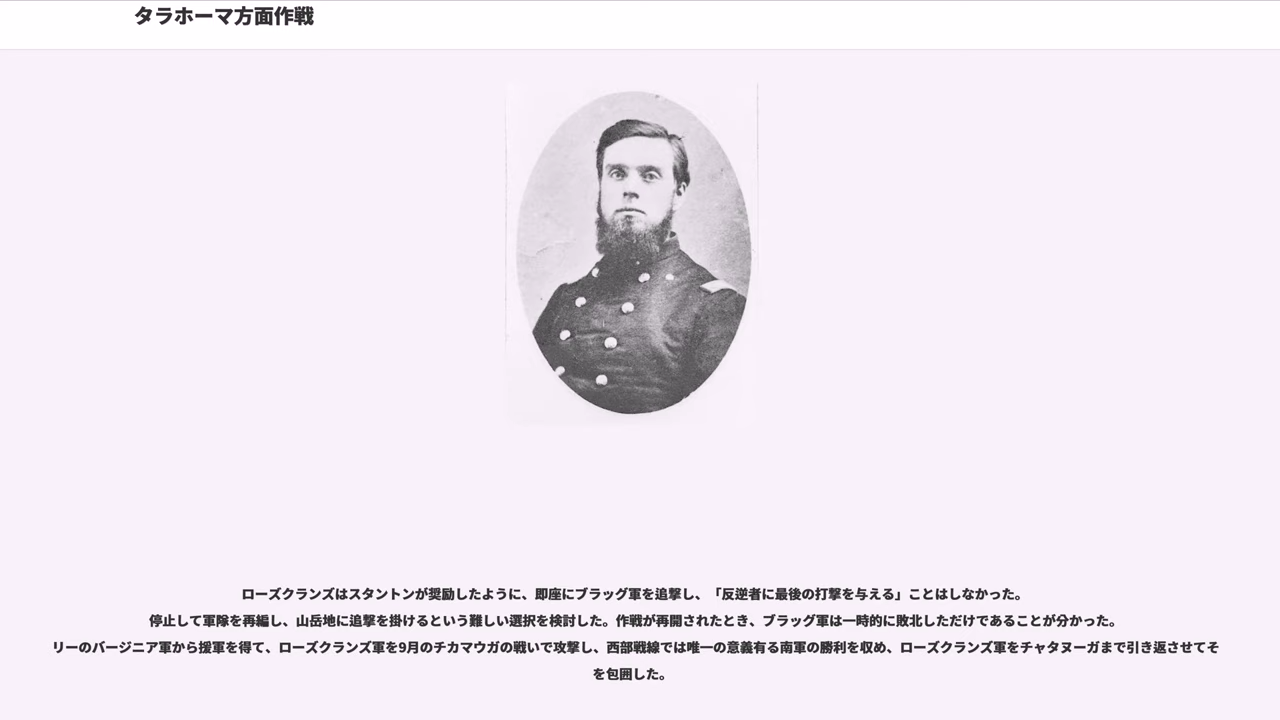 タラホーマ方面作戦
ローズクランズはスタントンが奨励したように、即座にブラッグ軍を追撃し、「反逆者に最後の打撃を与える」ことはしなかった。
停止して軍隊を再編し、山岳地に追撃を掛けるという難しい選択を検討した。作戦が再開されたとき、ブラッグ軍は一時的に敗北しただけであることが分かった。
リーのバージニア軍から援軍を得て、ローズクランズ軍を9月のチカマウガの戦いで攻撃し、西部戦線では唯一の意義有る南軍の勝利を収め、ローズクランズ軍をチャタヌーガまで引き返させてそ
を包囲した。